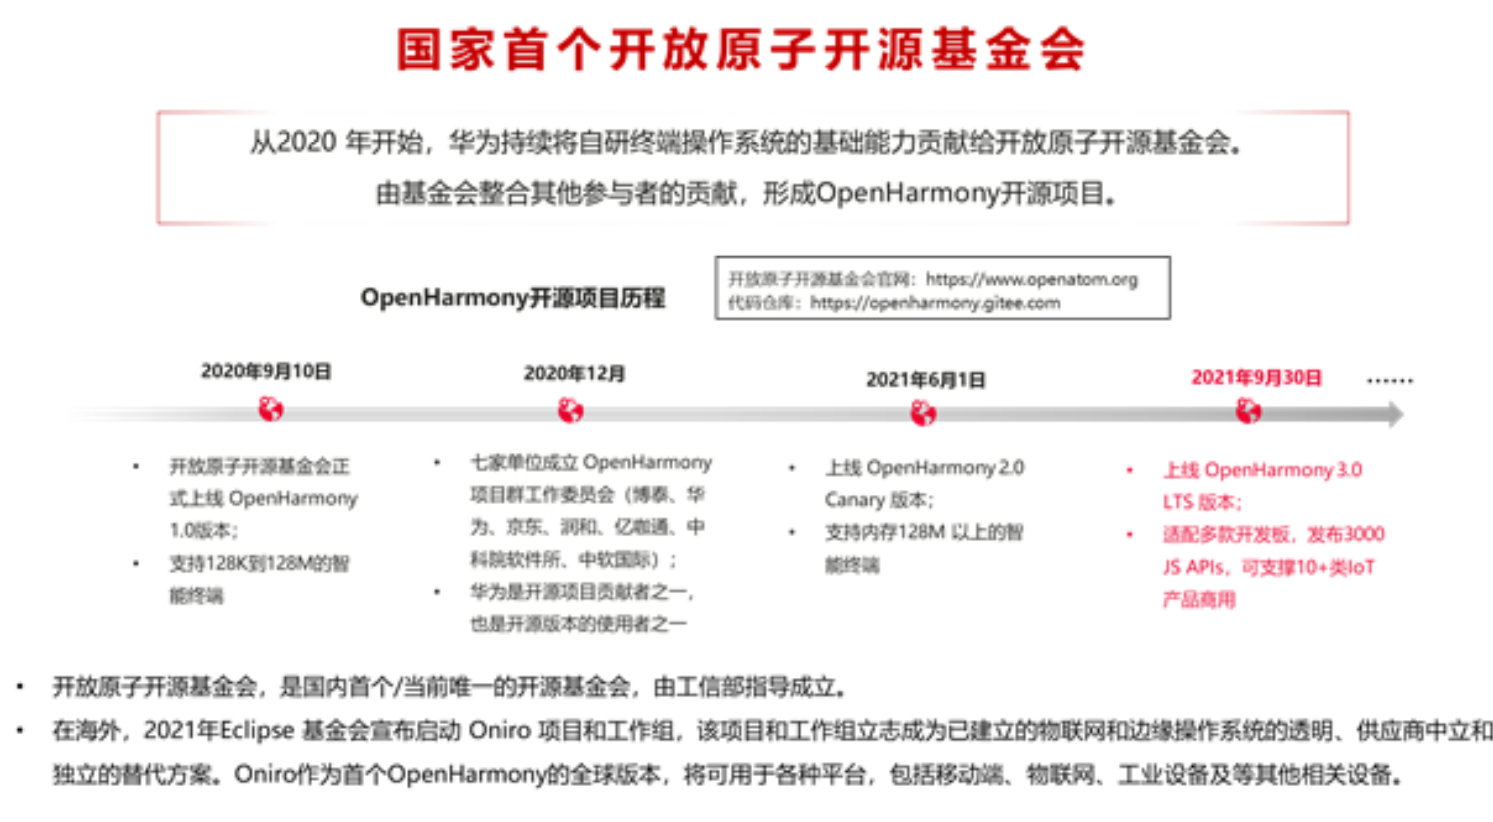 国家首个开放原子开源基金会
从2020 年开始，华为持续将自研终端操作系统的基础能力贡献给开放原子开源基金会。
由基金会整合其他参与者的贡献，形成OpenHarmony开源项目。
OpenHarmony开源项目历程
开放原子开源基金会官网：https://www.openatom.org
代码仓库：https://openharmony.gitee.com
2020年9月10日
• 开放原子开源基金会正
式上线 OpenHarmony
1.0版本；
• 支持128K到128M的智
能终端
2020年12月
• 七家单位成立 OpenHarmony
项目群工作委员会（博泰、华
为、京东、润和、亿咖通、中
科院软件所、中软国际）；
• 华为是开源项目贡献者之一，
也是开源版本的使用者之一
2021年6月1日
• 上线 OpenHarmony 2.0
Canary 版本；
• 支持内存128M 以上的智
能终端
2021年9月30日
• 上线 OpenHarmony 3.0
LTS 版本；
• 适配多款开发板，发布3000
JS APIs，可支撑10+类IoT
产品商用
……
• 开放原子开源基金会，是国内首个/当前唯一的开源基金会，由工信部指导成立。
• 在海外，2021年Eclipse 基金会宣布启动 Oniro 项目和工作组，该项目和工作组立志成为已建立的物联网和边缘操作系统的透明、供应商中立和
独立的替代方案。Oniro作为首个OpenHarmony的全球版本，将可用于各种平台，包括移动端、物联网、工业设备及等其他相关设备。